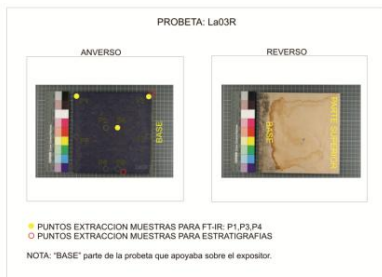 PROBETA: La03R
ANVERSO
REVERSO
BASE
BASE
PARTE SUPERIOR
PUNTOS EXTRACCION MUESTRAS PARA FT-IR: P1,P3,P4
PUNTOS EXTRACCION MUESTRAS PARA ESTRATIGRAFIAS
NOTA: "BASE" parte de la probeta que apoyaba sobre el expositor.